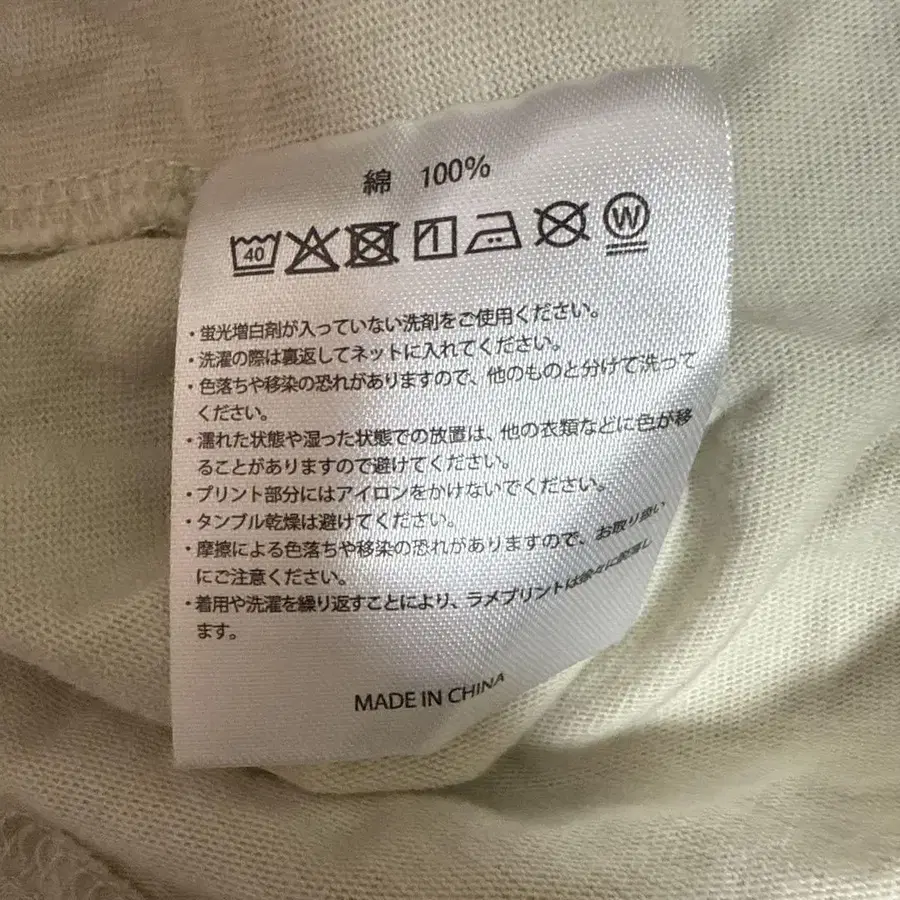 綿 100%
40
W
・蛍光増白剤が入っていない洗剤をご使用ください。
・洗濯の際は裏返してネットに入れてください。
・色落ちや移染の恐れがありますので、他のものと分けて洗って
ください。
・濡れた状態や湿った状態での放置は、他の衣類などに色が移
ることがありますので避けてください。
・プリント部分にはアイロンをかけないでください。
・タンブル乾燥は避けてください。
・摩擦による色落ちや移染の恐れがありますので、お取り扱い
にご注意ください。
・着用や洗濯を繰り返すことにより、ラメプリントは徐々に脱落し
ます。
MADE IN CHINA